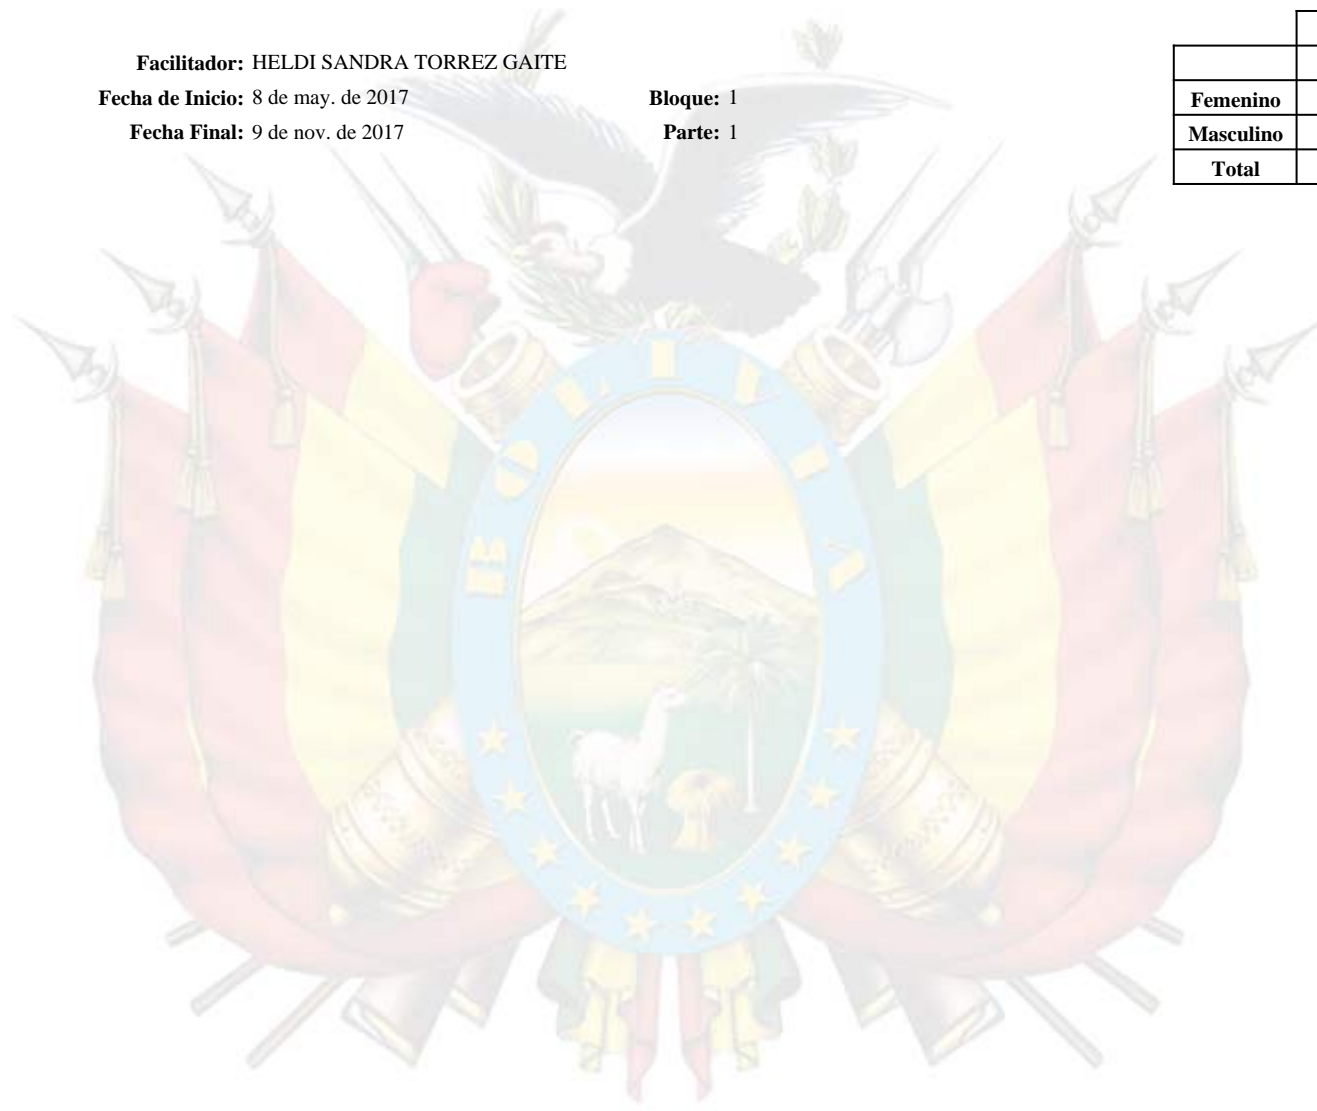 Facilitador: HELDI SANDRA TORREZ GAITE
Fecha de Inicio: 8 de may. de 2017 Bloque: 1
Fecha Final: 9 de nov. de 2017 Parte: 1
Femenino
Masculino
Total
BOLIVIA